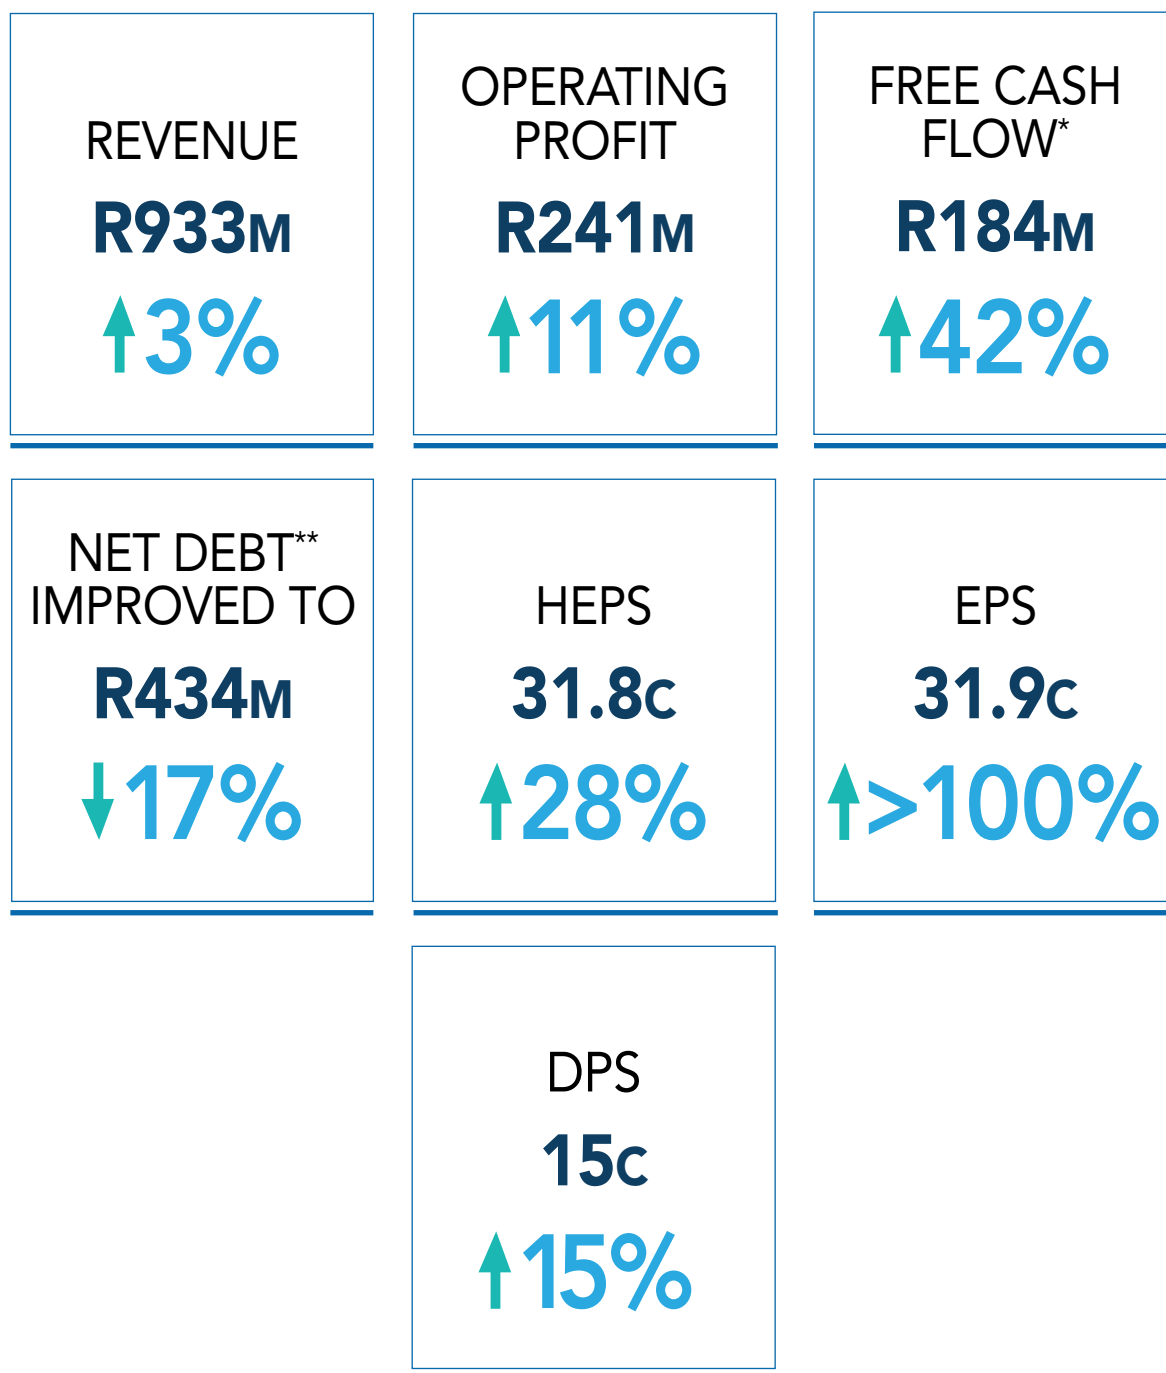 REVENUE
R933M
3%
OPERATING
PROFIT
R241M
11%
FREE CASH
FLOW*
R184M
42%
NET DEBT**
IMPROVED TO
R434M
17%
HEPS
31.8C
28%
EPS
31.9C
>100%
DPS
15C
15%